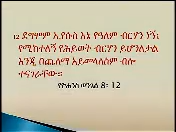 12 ደግሞም ኢየሱስ እኔ የዓለም ብርሃን ነኝ፤
የሚከተለኝ የሕይወት ብርሃን ይሆንለታል
እንጂ በጨለማ አይመላለስም ብሎ
ተናገራቸው።
የዮሐንስ ወንጌል 8፡ 12